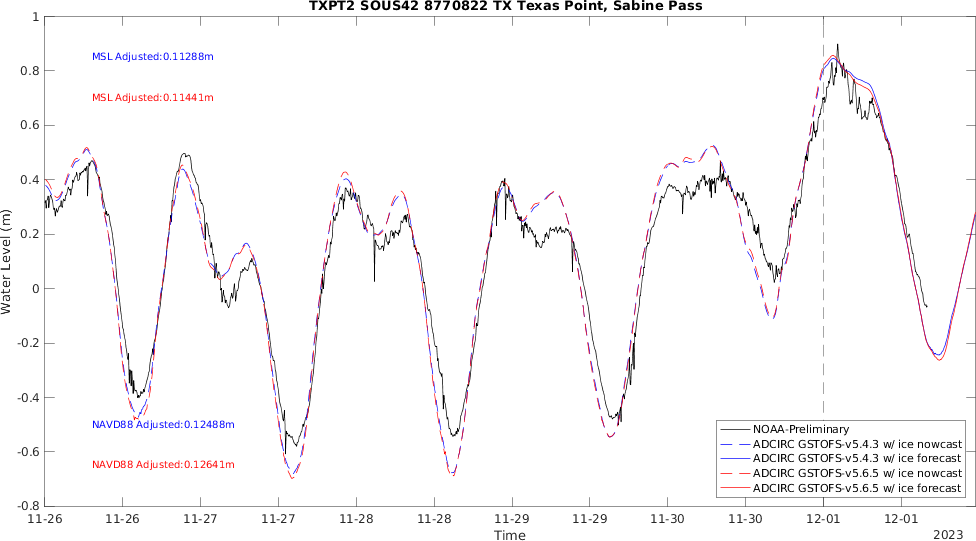 TXPT2 SOUS42 8770822 TX Texas Point, Sabine Pass
1
0.8
0.6
0.4
0.2
0
-0.2
-0.4
-0.6
-0.8
Water Level (m)
MSL Adjusted:0.11288m
MSL Adjusted:0.11441m
NAVD88 Adjusted:0.12488m
NAVD88 Adjusted:0.12641m
NOAA-Preliminary
ADCIRC GSTOFS-v5.4.3 w/ ice nowcast
ADCIRC GSTOFS-v5.4.3 w/ ice forecast
ADCIRC GSTOFS-v5.6.5 w/ ice nowcast
ADCIRC GSTOFS-v5.6.5 w/ ice forecast
11-26 11-26 11-27 11-27 11-28 11-28 11-29 11-29 11-30 11-30 12-01 12-01
Time
2023